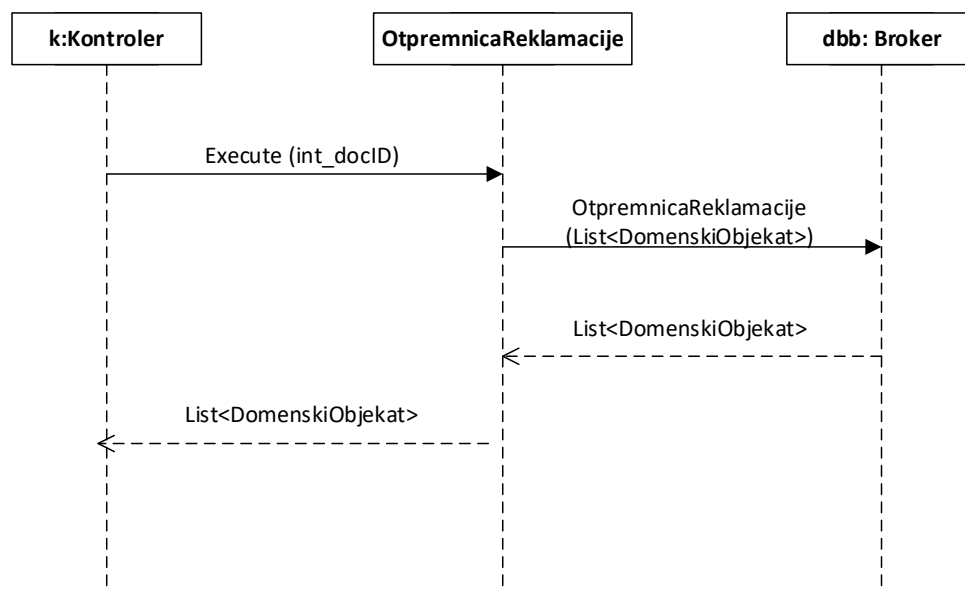 k:Kontroler
OtpremnicaReklamacije
dbb: Broker
Execute (int_docID)
OtpremnicaReklamacije
(List<DomenskiObjekat>)
List<DomenskiObjekat>
List<DomenskiObjekat>